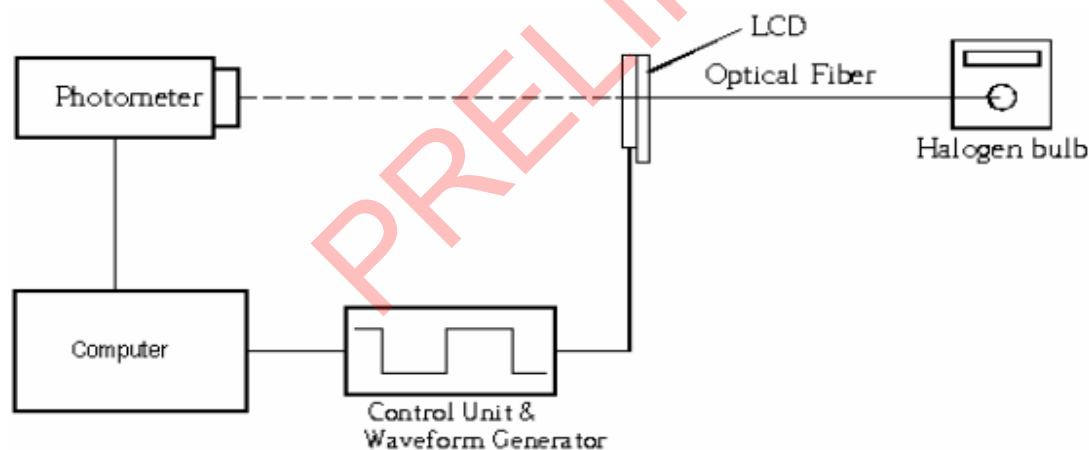 LCD
Optical Fiber
Photometer
Halogen bulb
PRELI
Computer
Control Unit &
Waveform Generator